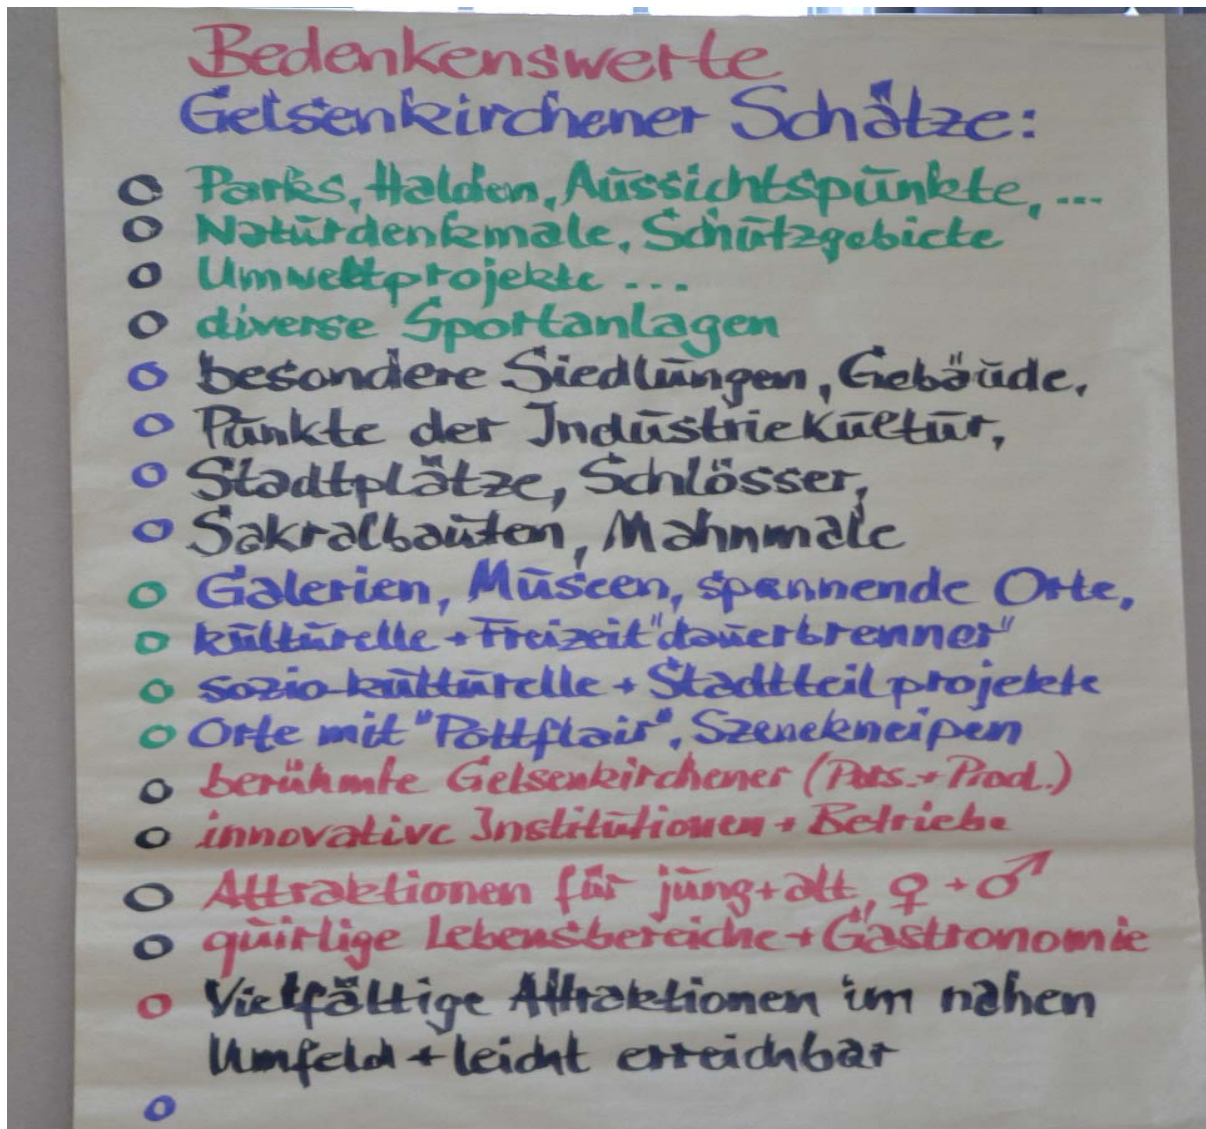 Bedenkenswerte
Gelsenkirchener Schätze:
Parks, Halden, Aussichtspunkte, ...
Naturdenkmale, Schutzgebiete
Umweltprojekte ...
diverse Sportanlagen
besondere Siedlungen, Gebäude,
Punkte der Industriekultur,
Stadtplätze, Schlösser,
Sakralbauten, Mahnmale
Galerien, Museen, spannende Orte,
kulturelle + Freizeit"dauerbrenner"
sozio-kulturelle + Stadtteilprojekte
Orte mit "Pottflair", Szenekneipen
berühmte Gelsenkirchener (Pers. + Prod.)
innovative Institutionen + Betriebe
Attraktionen für jung + alt, ♀ + ♂
quirlige Lebensbereiche + Gastronomie
Vielfältige Attraktionen im nahen
Umfeld + leicht erreichbar